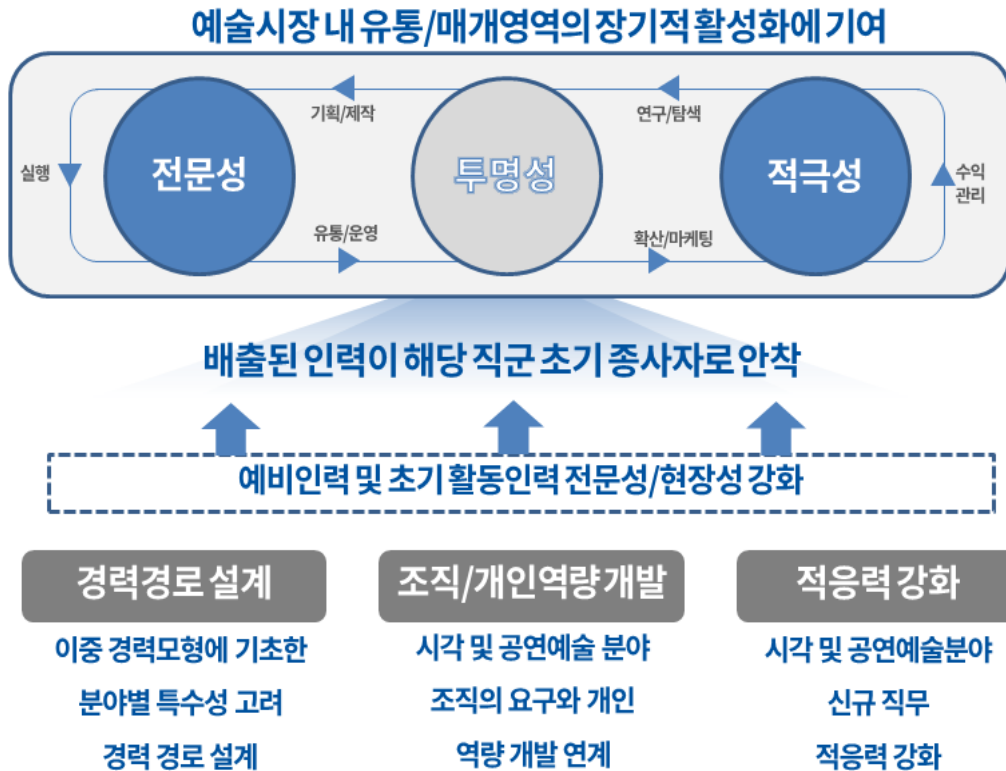 예술시장 내 유통/매개영역의 장기적 활성화에 기여
기획/제작
연구/탐색
실행
전문성
투명성
적극성
수익
관리
유통/운영
확산/마케팅
배출된 인력이 해당 직군 초기 종사자로 안착
예비인력 및 초기 활동인력 전문성/현장성 강화
경력경로 설계
이중 경력모형에 기초한
분야별 특수성 고려
경력 경로 설계
조직/개인역량 개발
시각 및 공연예술 분야
조직의 요구와 개인
역량 개발 연계
적응력 강화
시각 및 공연예술분야
신규 직무
적응력 강화